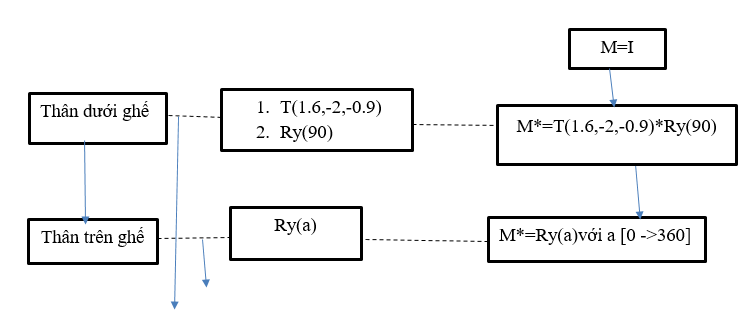 M=I
Thân dưới ghế
1. T(1.6,-2,-0.9)
2. Ry(90)
M*=T(1.6,-2,-0.9)*Ry(90)
Thân trên ghế
Ry(a)
M*=Ry(a)với a [0 ->360]